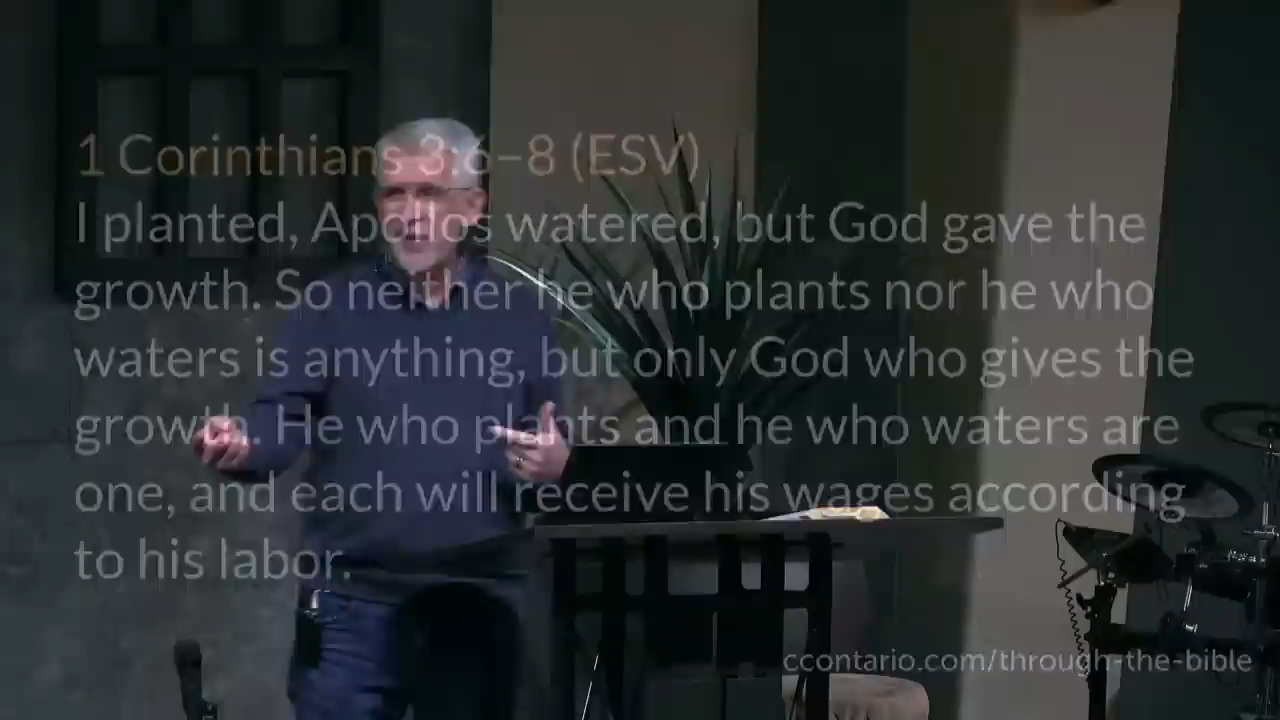 1 Corinthians 3:6–8 (ESV)
I planted, Apollos watered, but God gave the
growth. So neither he who plants nor he who
waters is anything, but only God who gives the
growth. He who plants and he who waters are
one, and each will receive his wages according
to his labor.
ccontario.com/through-the-bible